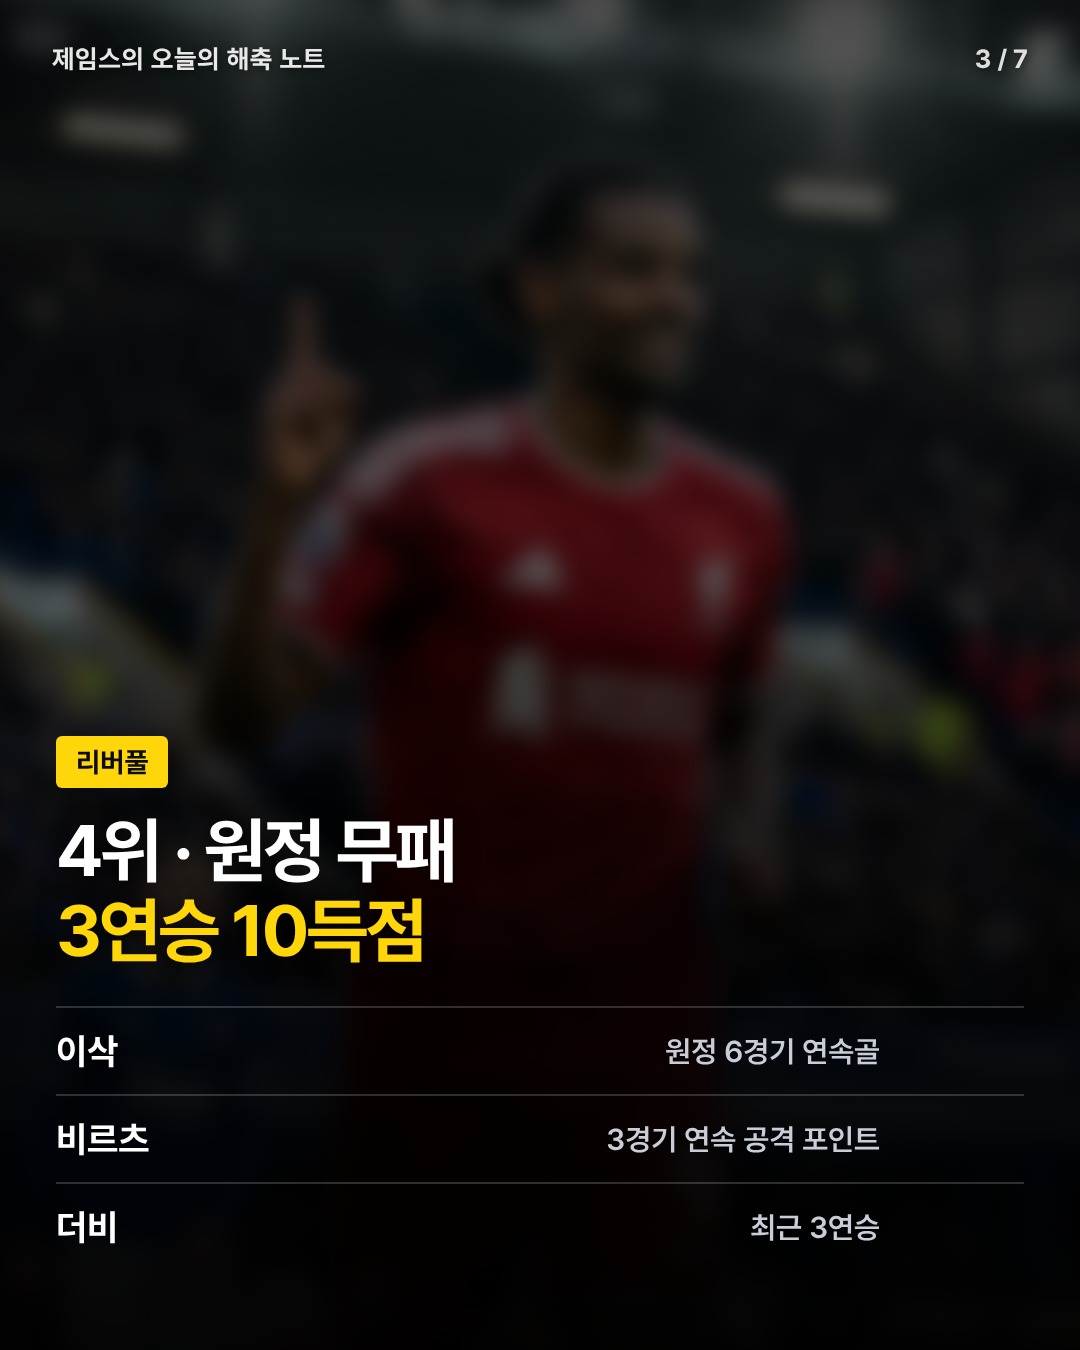 제임스의 오늘의 해축 노트
3 / 7
리버풀
4위 · 원정 무패
3연승 10득점
이삭
원정 6경기 연속골
비르츠
3경기 연속 공격 포인트
더비
최근 3연승